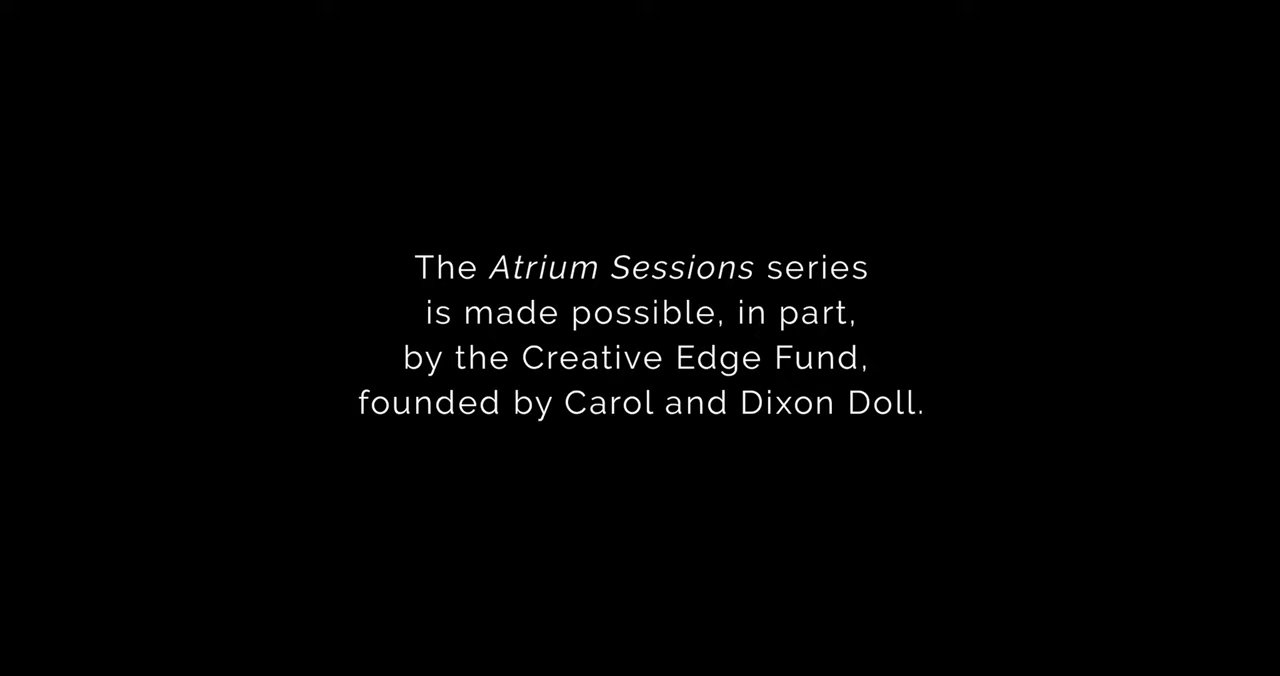 The Atrium Sessions series
is made possible, in part,
by the Creative Edge Fund,
founded by Carol and Dixon Doll.